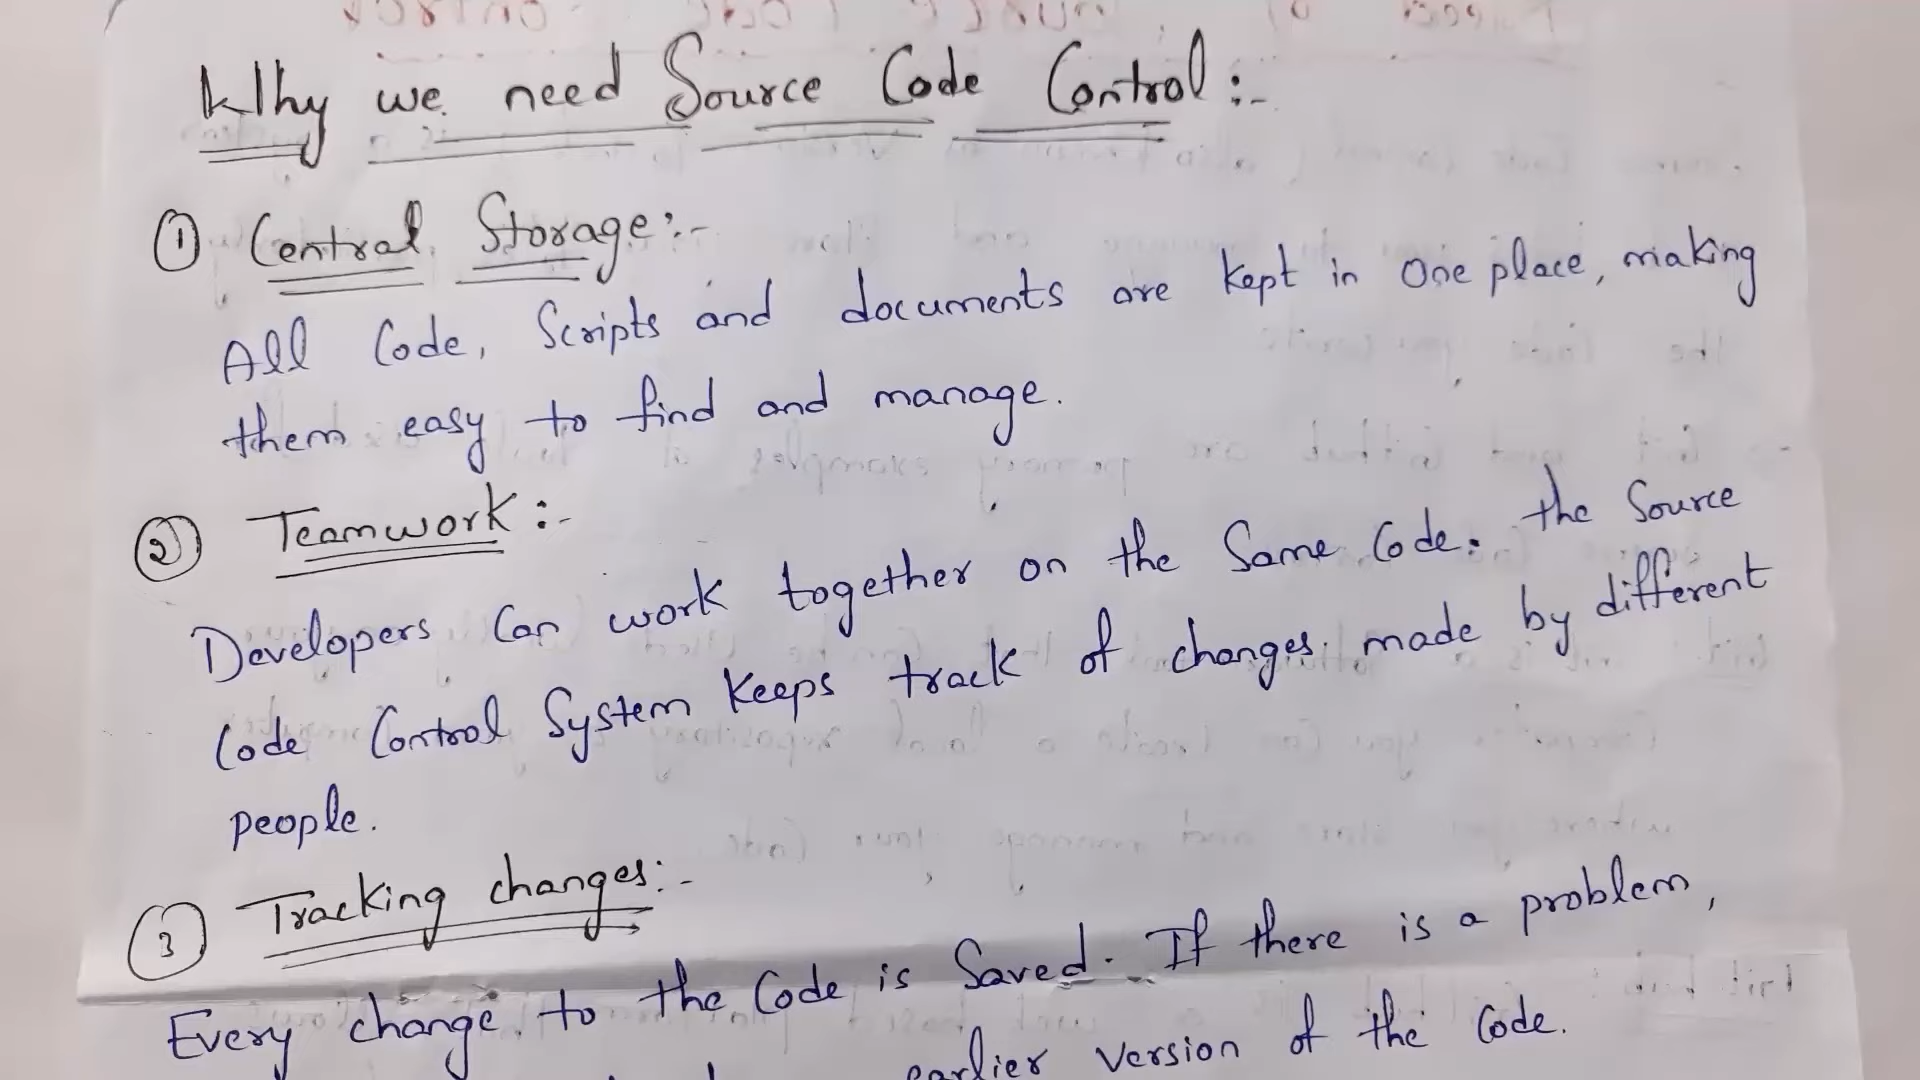 Why we need Source Code Control :-
① Central Storage :-
All Code, Scripts and documents are kept in One place, making
them easy to find and manage.
② Teamwork :-
Developers Can work together on the Same Code. the Source
Code Control System keeps track of changes made by different
people.
③ Tracking changes :-
Every change to the Code is Saved. If there is a problem,
earlier version of the Code.